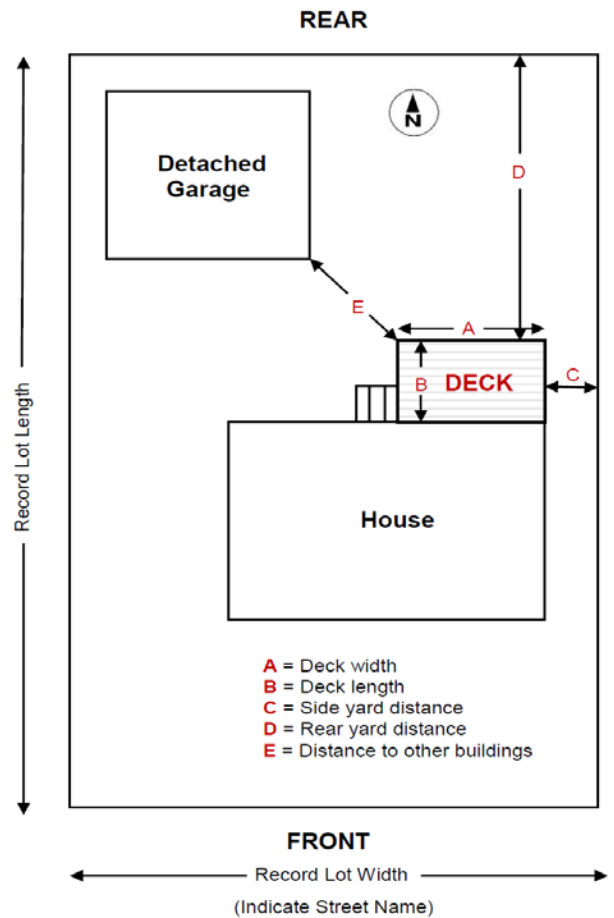 REAR
N
Detached
Garage
D
E
A
B
DECK
C
Record Lot Length
House
A = Deck width
B = Deck length
C = Side yard distance
D = Rear yard distance
E = Distance to other buildings
FRONT
Record Lot Width
(Indicate Street Name)